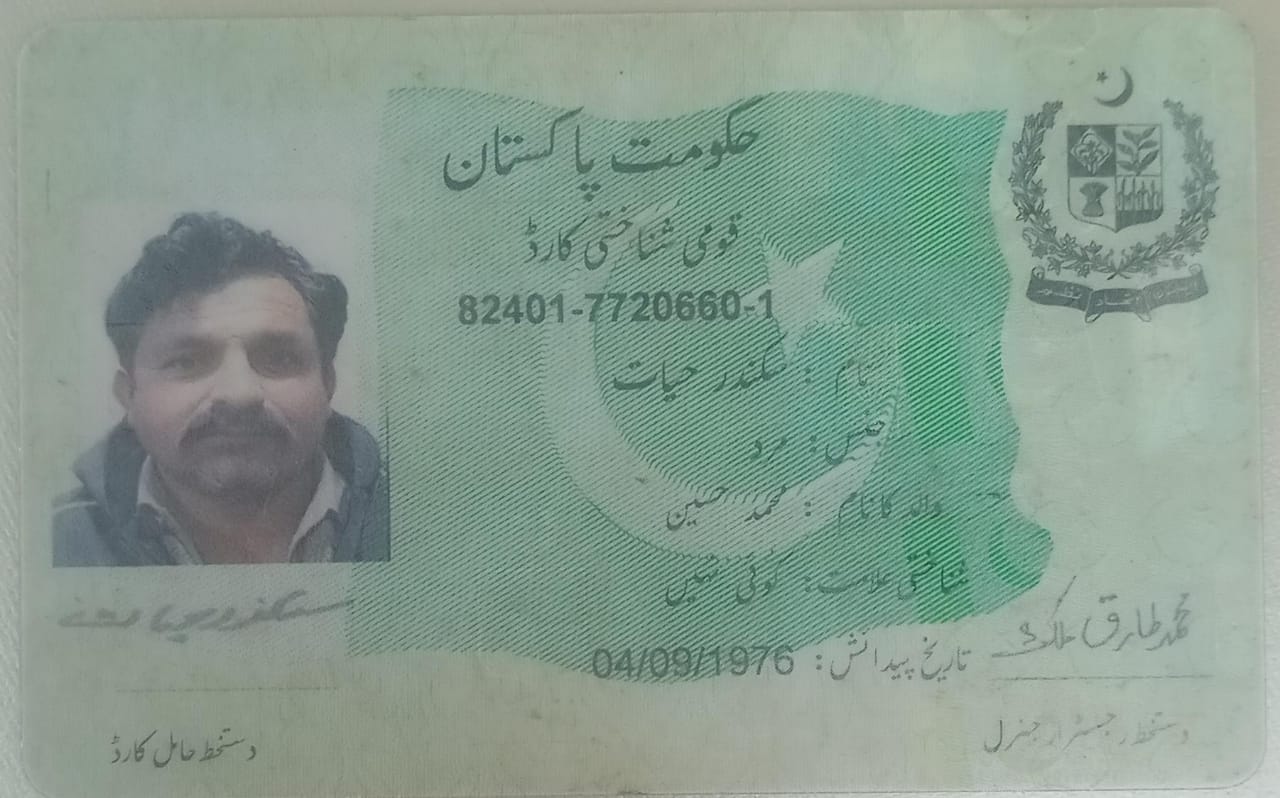 حکومت پاکستان
قومی شناختی کارڈ
82401-7720660-1
نام : سکندر حیات
جنس : مرد
والد کا نام : محمد حسین
شناختی علامت: کوئی نہیں
تاریخ پیدائش: 04/09/1976
سکندر حیات
دستخط حامل کارڈ
محمد طارق ملک
دستخط رجسٹرار جنرل